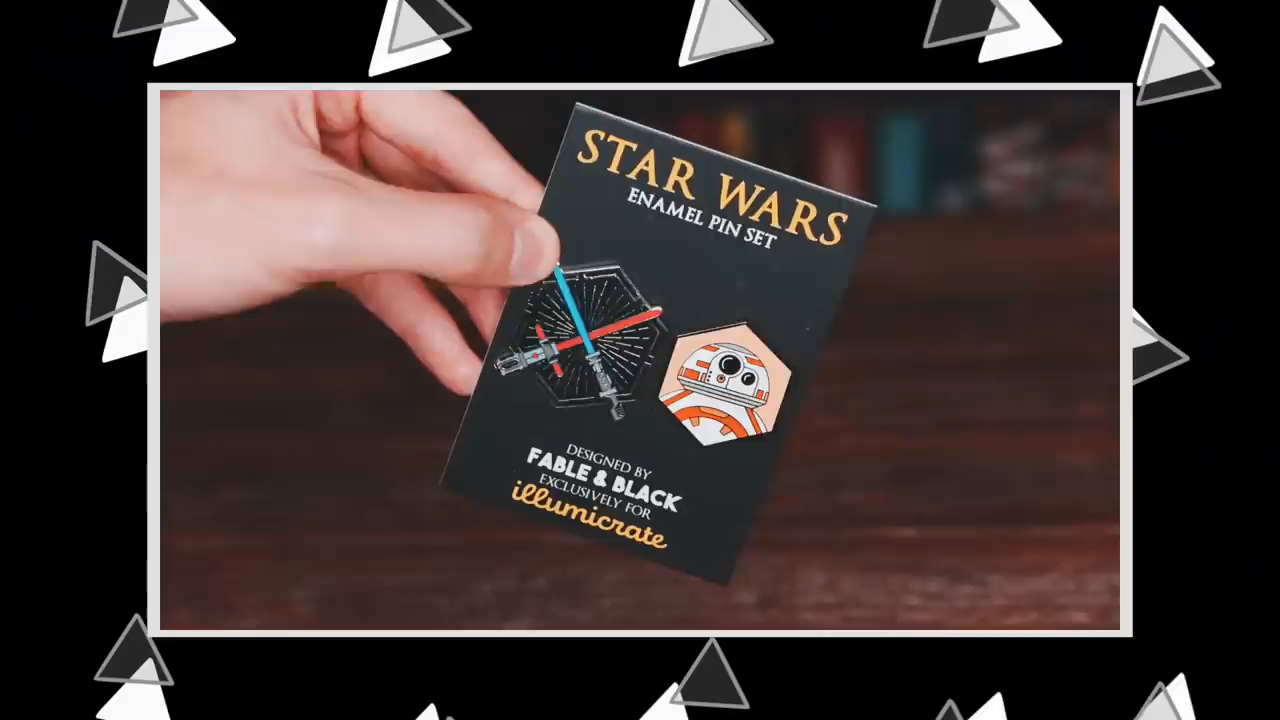 STAR WARS
ENAMEL PIN SET
DESIGNED BY
FABLE & BLACK
EXCLUSIVELY FOR
illumicrate